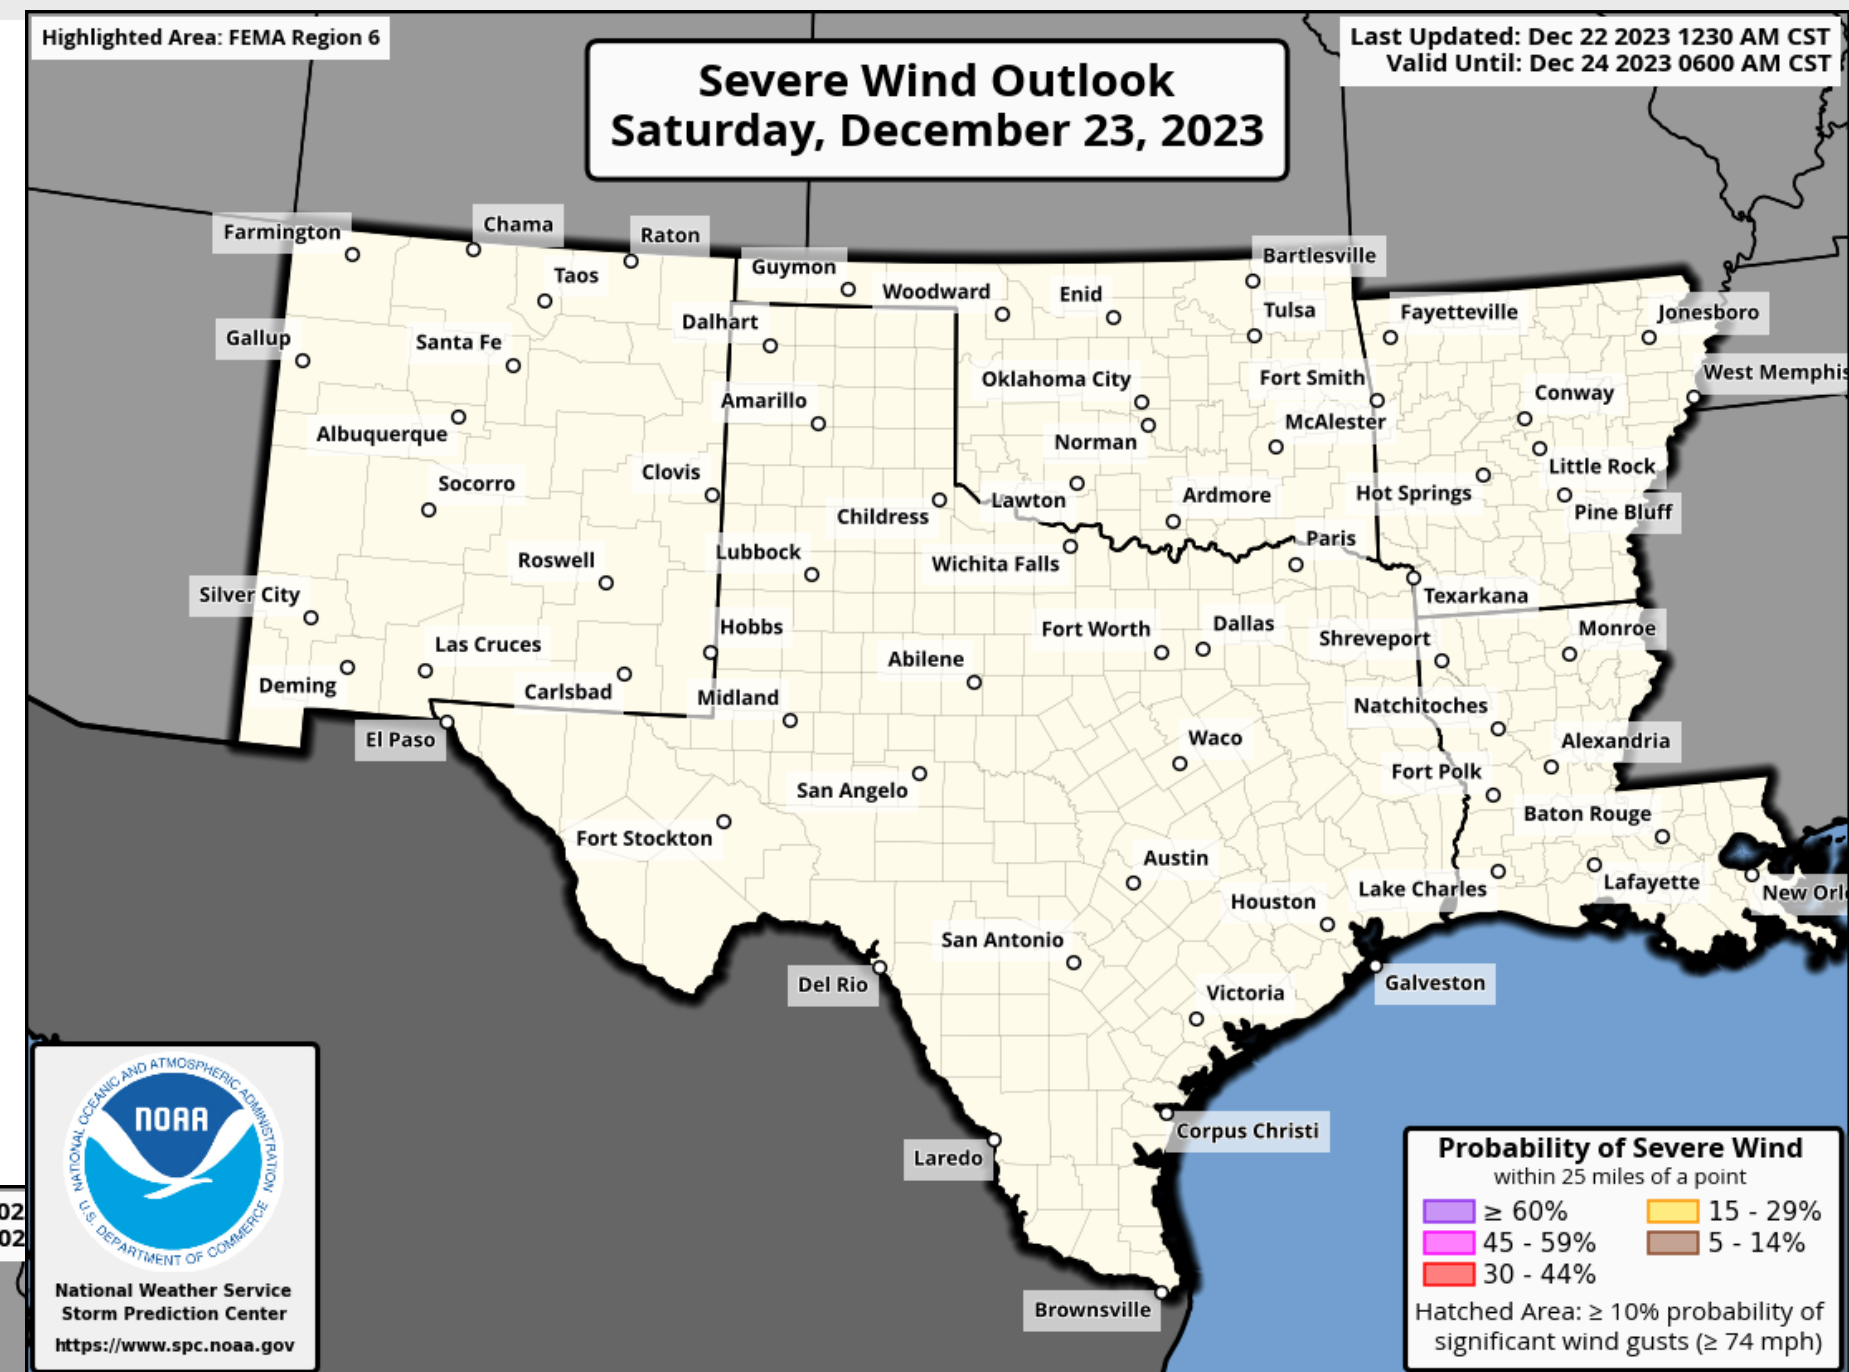 Highlighted Area: FEMA Region 6
Severe Wind Outlook
Saturday, December 23, 2023
Last Updated: Dec 22 2023 1230 AM CST
Valid Until: Dec 24 2023 0600 AM CST
Farmington
Chama
Raton
Taos
Guymon
Woodward
Enid
Bartlesville
Tulsa
Fayetteville
Jonesboro
Gallup
Santa Fe
Dalhart
West Memphis
Oklahoma City
Fort Smith
Conway
Amarillo
Albuquerque
Norman
McAlester
Little Rock
Socorro
Clovis
Childress
Lawton
Ardmore
Hot Springs
Pine Bluff
Roswell
Lubbock
Wichita Falls
Paris
Silver City
Texarkana
Hobbs
Fort Worth
Dallas
Shreveport
Monroe
Las Cruces
Abilene
Deming
Carlsbad
Midland
Natchitoches
El Paso
Waco
Alexandria
San Angelo
Fort Polk
Fort Stockton
Baton Rouge
Austin
Lake Charles
Lafayette
New Orl
Houston
San Antonio
Del Rio
Victoria
Galveston
Corpus Christi
Laredo
Brownsville
02
02
NATIONAL OCEANIC AND ATMOSPHERIC ADMINISTRATION
NOAA
U.S. DEPARTMENT OF COMMERCE
National Weather Service
Storm Prediction Center
https://www.spc.noaa.gov
Probability of Severe Wind
within 25 miles of a point
≥ 60%
15 - 29%
45 - 59%
5 - 14%
30 - 44%
Hatched Area: ≥ 10% probability of
significant wind gusts (≥ 74 mph)